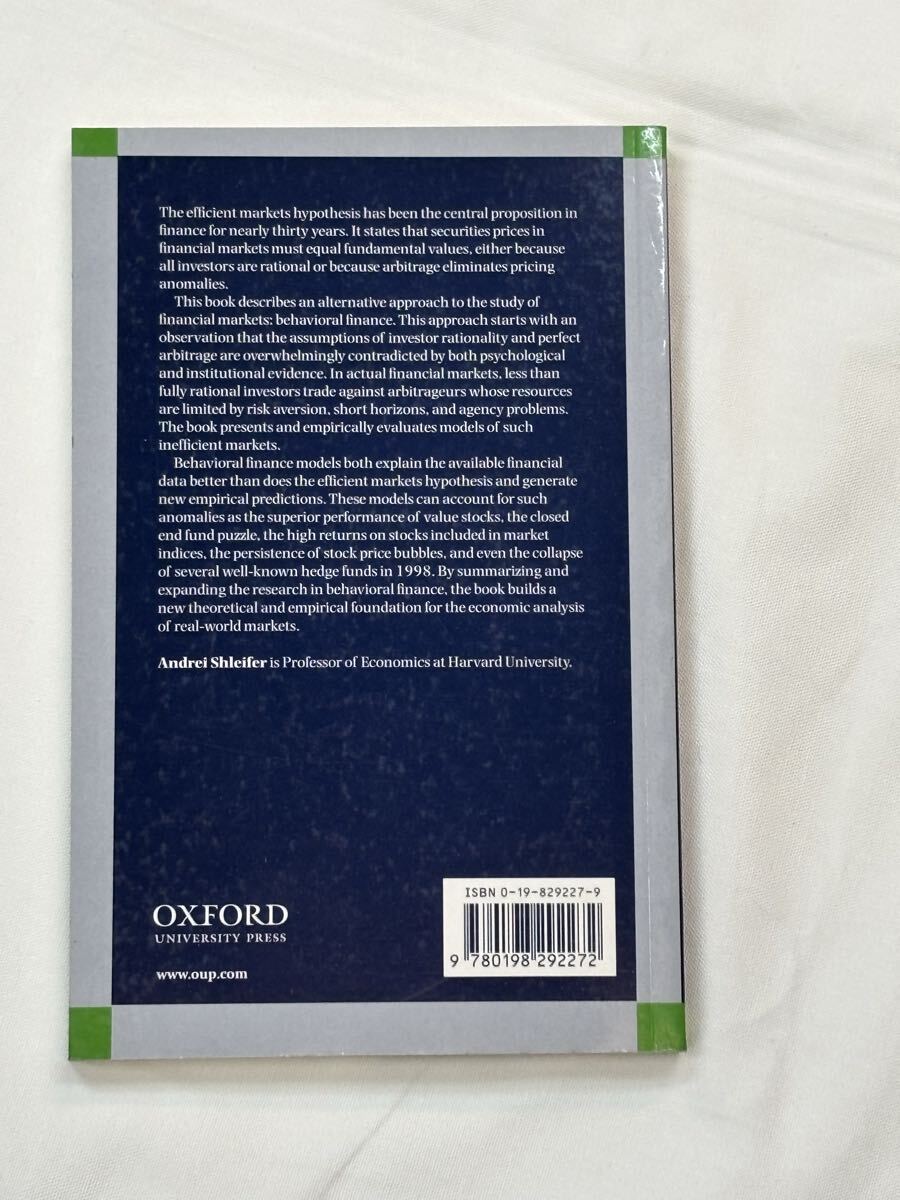 The efficient markets hypothesis has been the central proposition in
finance for nearly thirty years. It states that securities prices in
financial markets must equal fundamental values, either because
all investors are rational or because arbitrage eliminates pricing
anomalies.
This book describes an alternative approach to the study of
financial markets: behavioral finance. This approach starts with an
observation that the assumptions of investor rationality and perfect
arbitrage are overwhelmingly contradicted by both psychological
and institutional evidence. In actual financial markets, less than
fully rational investors trade against arbitrageurs whose resources
are limited by risk aversion, short horizons, and agency problems.
The book presents and empirically evaluates models of such
inefficient markets.
Behavioral finance models both explain the available financial
data better than does the efficient markets hypothesis and generate
new empirical predictions. These models can account for such
anomalies as the superior performance of value stocks, the closed
end fund puzzle, the high returns on stocks included in market
indices, the persistence of stock price bubbles, and even the collapse
of several well-known hedge funds in 1998. By summarizing and
expanding the research in behavioral finance, the book builds a
new theoretical and empirical foundation for the economic analysis
of real-world markets.
Andrei Shleifer is Professor of Economics at Harvard University.
OXFORD
UNIVERSITY PRESS
www.oup.com
ISBN 0-19-829227-9
9 780198 292272